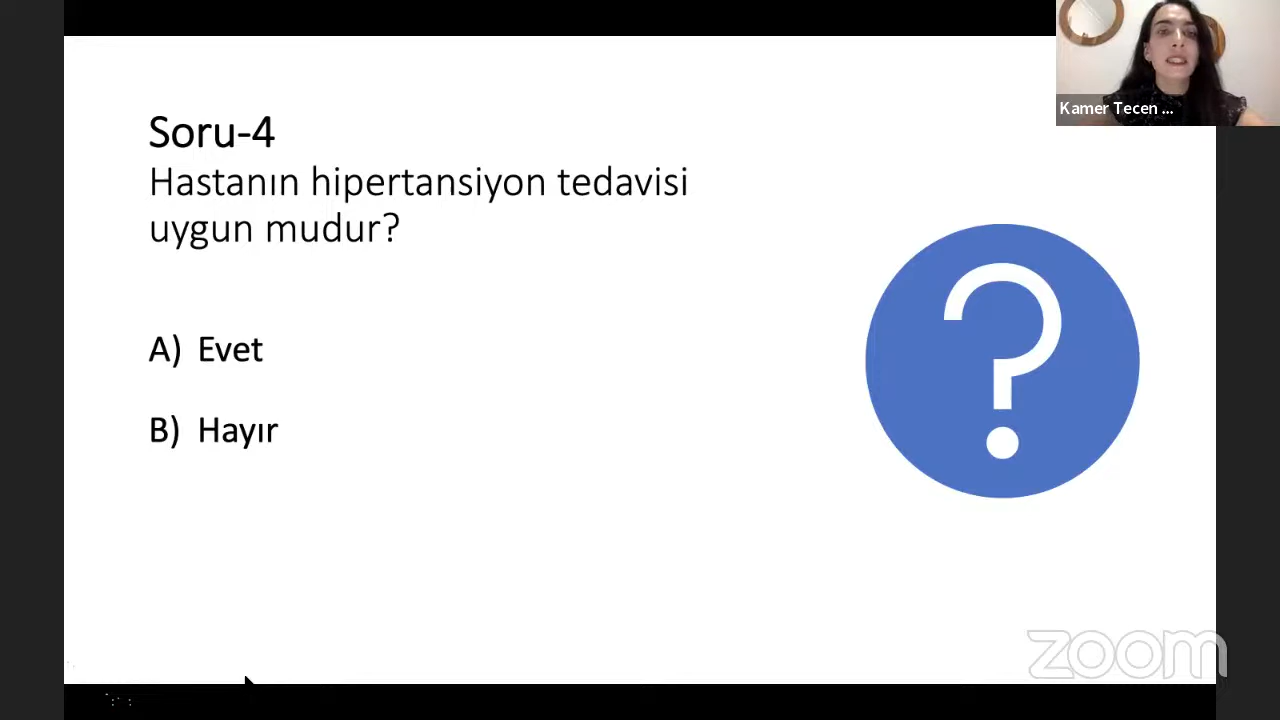 Kamer Tecen ...
Soru-4
Hastanın hipertansiyon tedavisi
uygun mudur?
A) Evet
B) Hayır
zoom